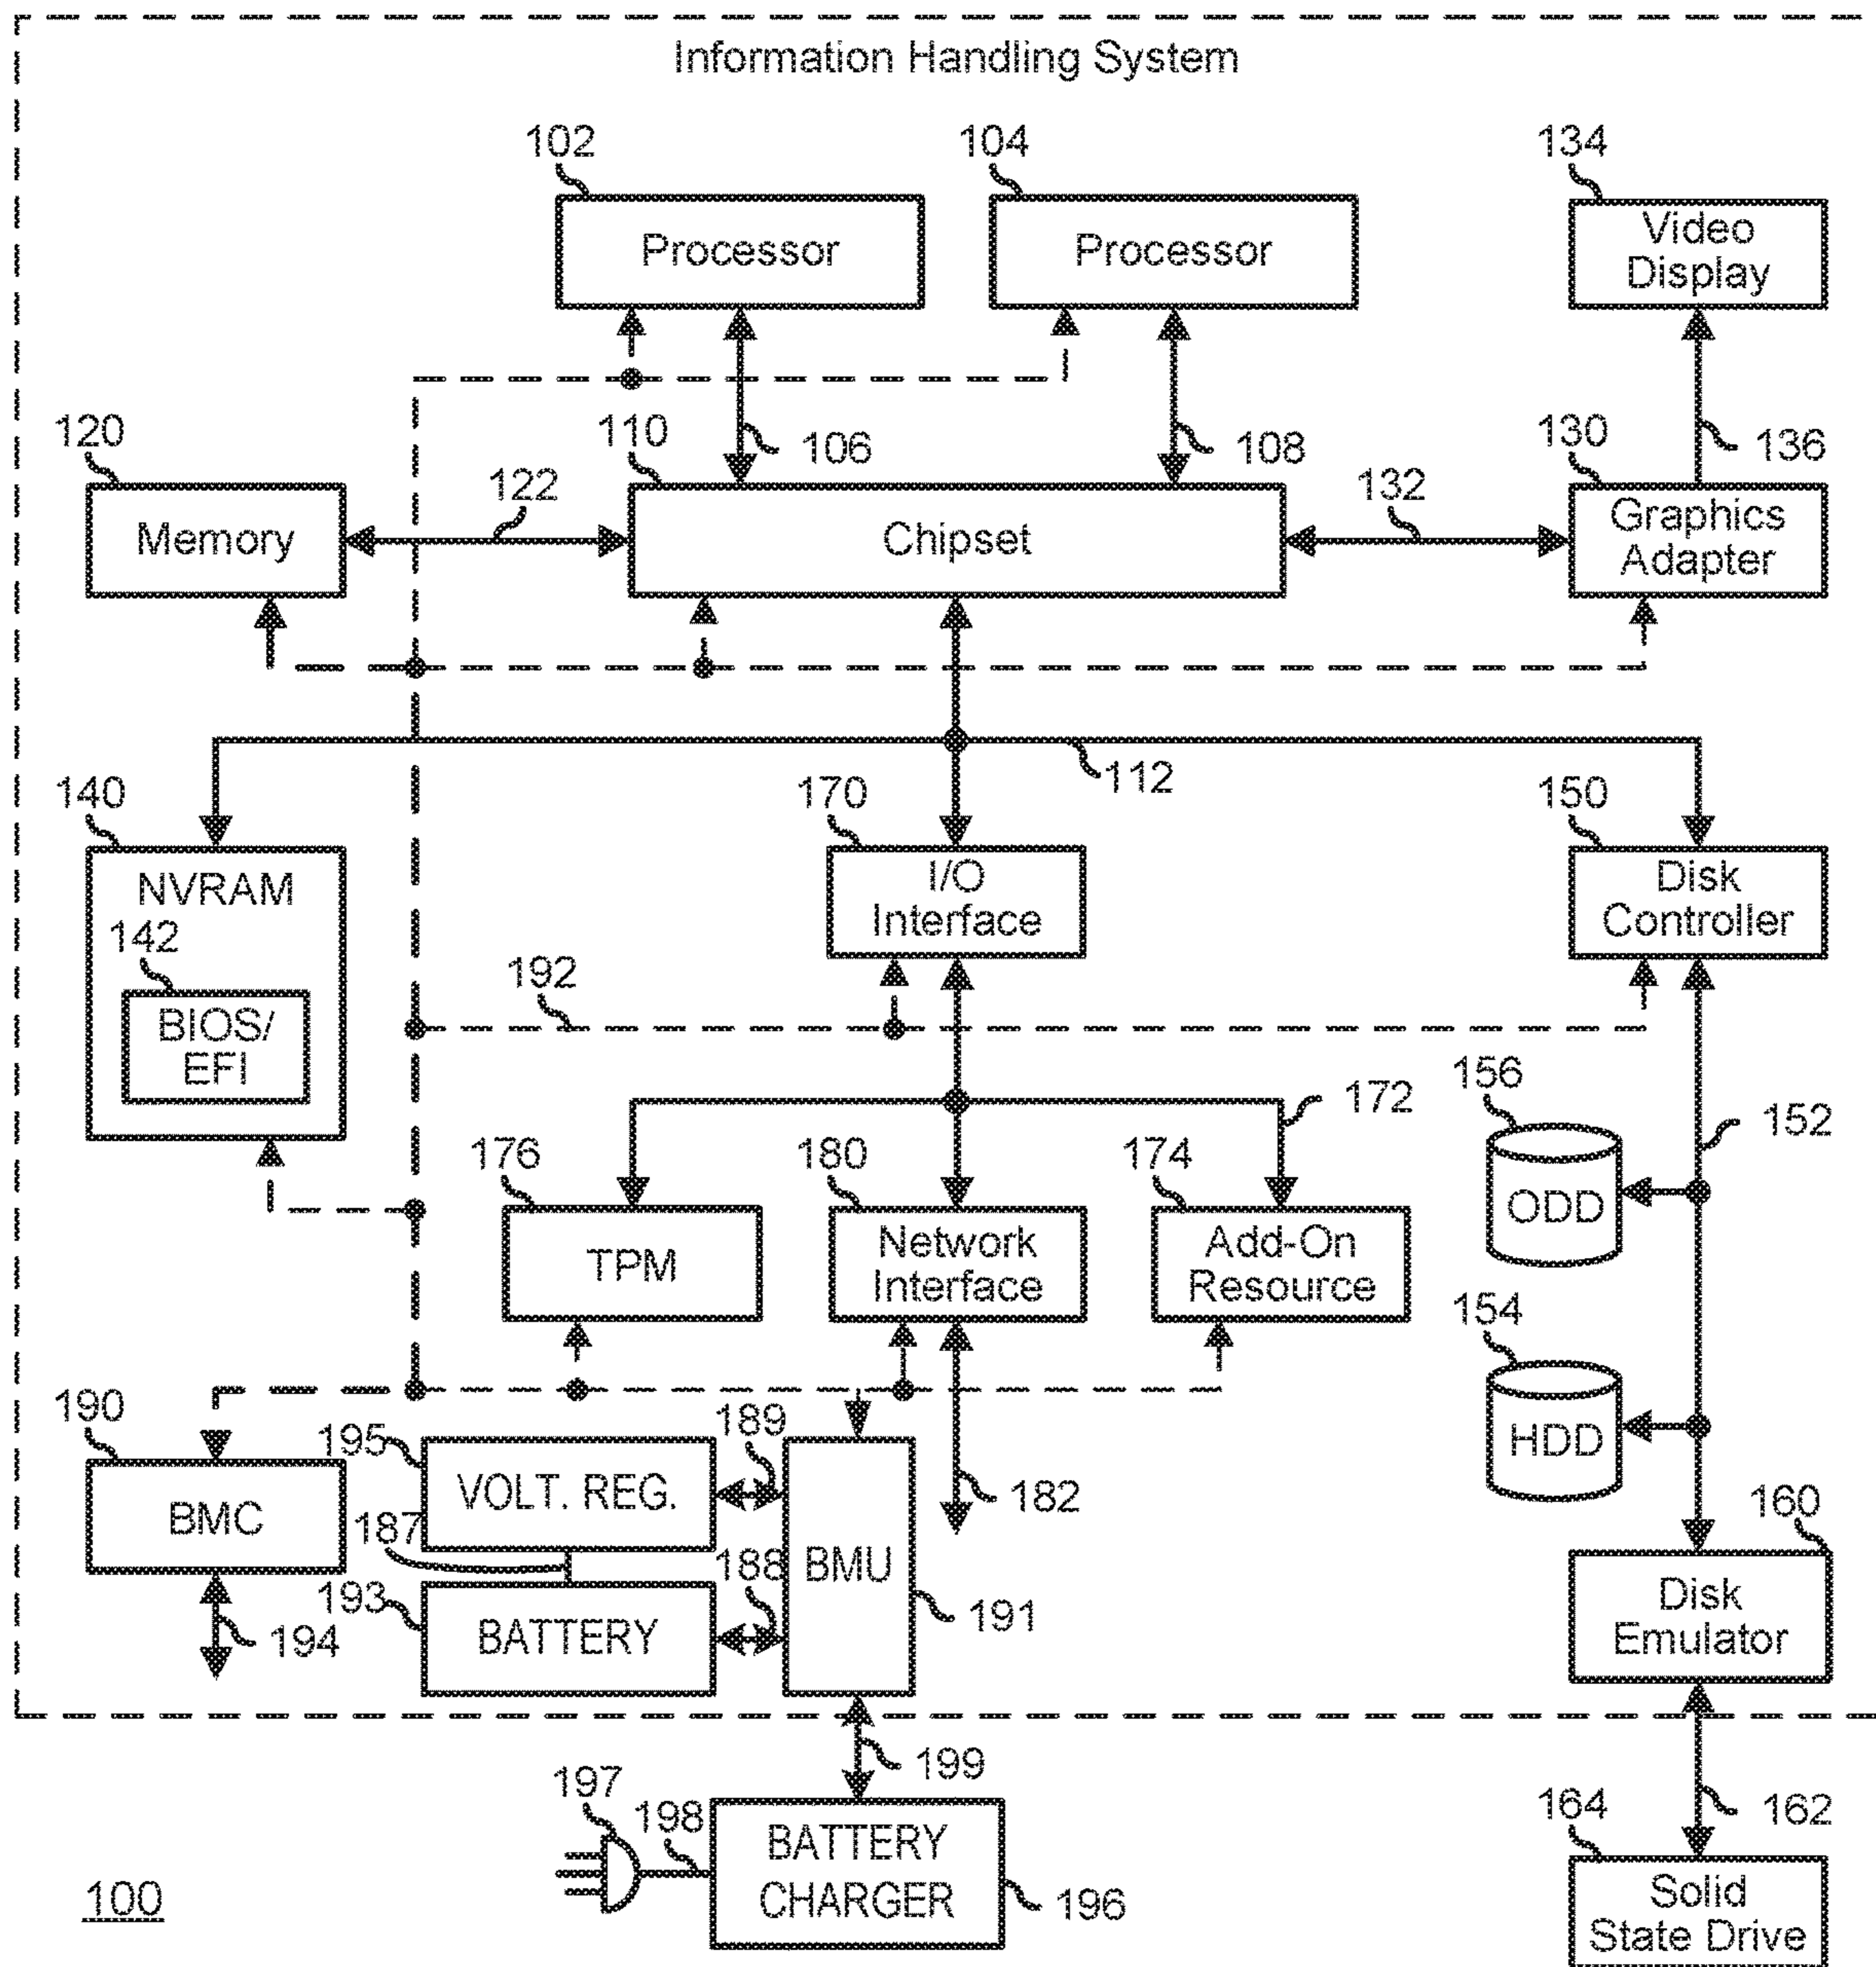 Information Handling System
102
104
134
Processor
Processor
Video
Display
120
110
106
108
130
136
122
132
Memory
Chipset
Graphics
Adapter
112
140
170
150
NVRAM
I/O
Interface
Disk
Controller
142
192
BIOS/
EFI
156
172
152
176
180
174
ODD
TPM
Network
Interface
Add-On
Resource
154
190
195
189
HDD
VOLT. REG.
182
BMC
187
188
BMU
160
193
191
194
BATTERY
Disk
Emulator
199
197
198
164
162
BATTERY
CHARGER
196
100
Solid
State Drive